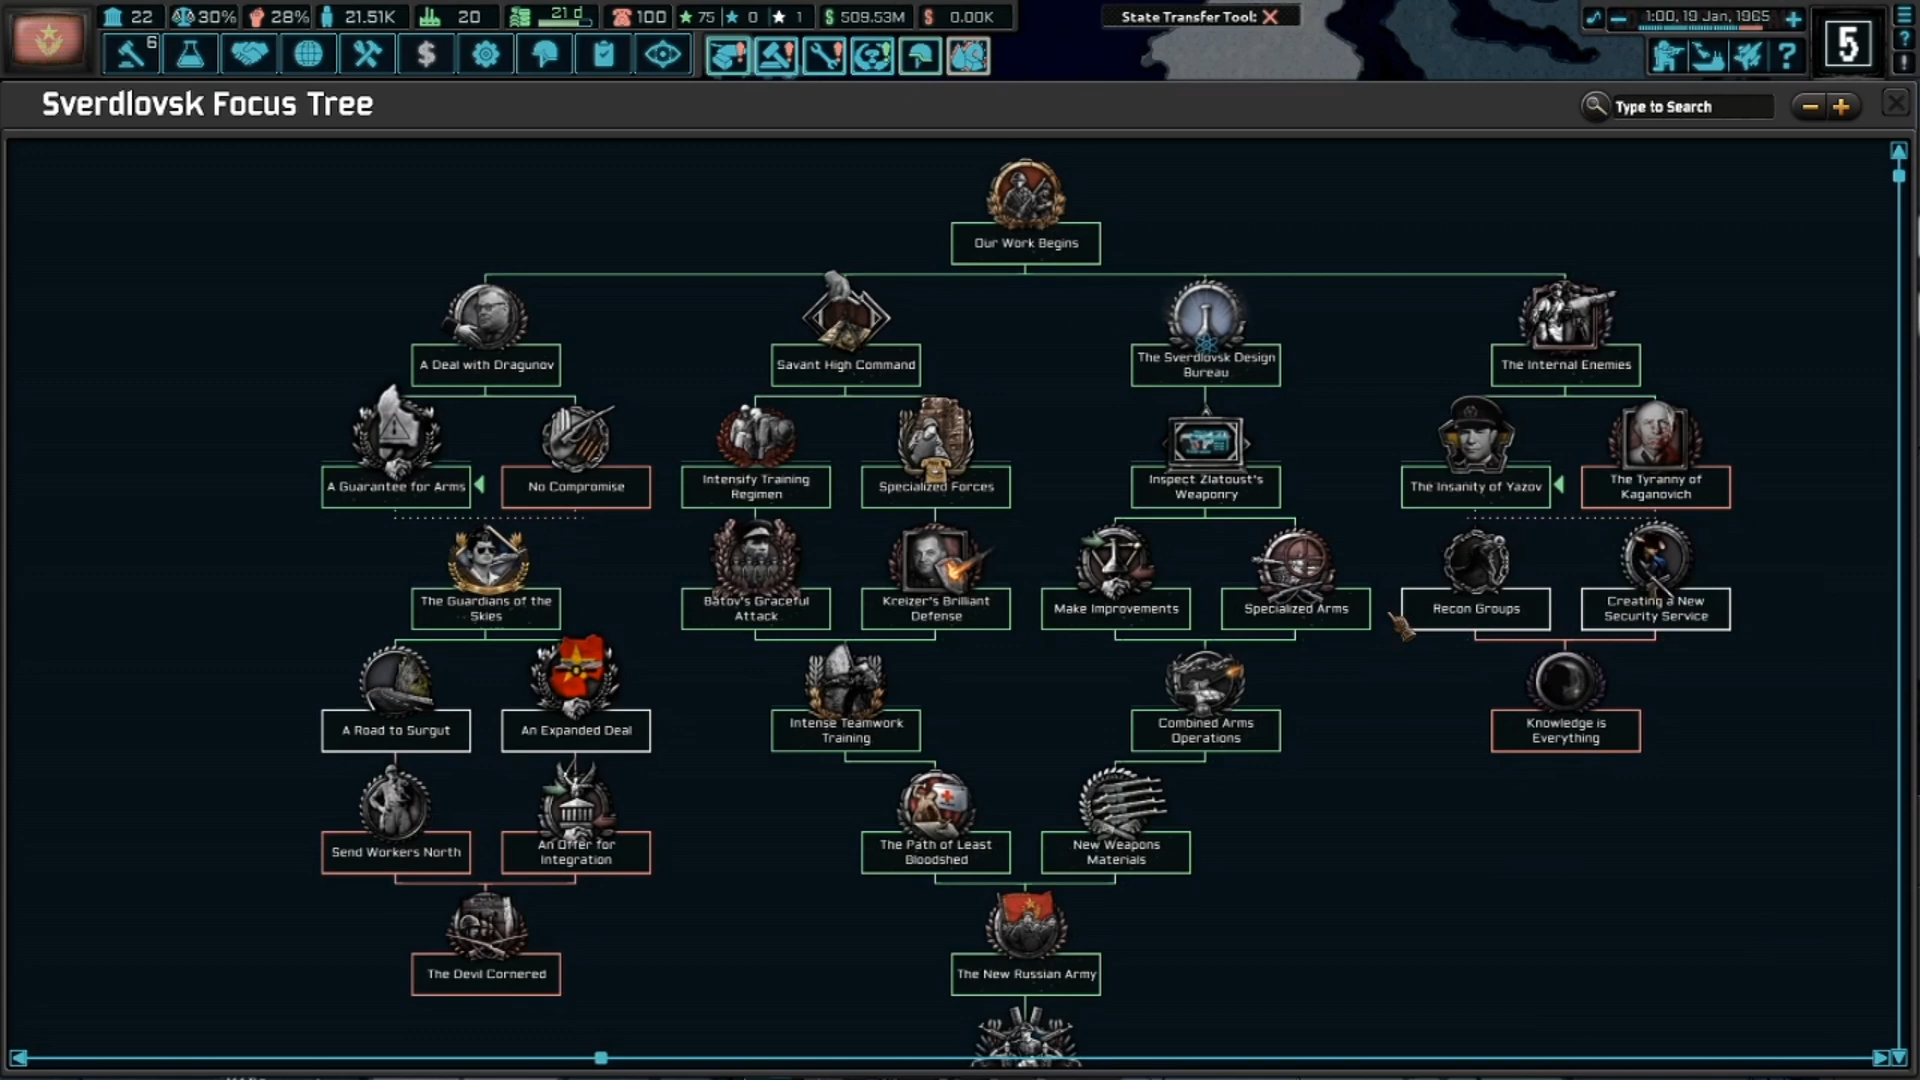 22
30%
28%
21.51K
20
21 d
100
75
0
1
$ 509.53M
$ 0.00K
State Transfer Tool:
1:00, 19 Jan, 1965
5
6
Sverdlovsk Focus Tree
Type to Search
Our Work Begins
A Deal with Dragunov
Savant High Command
The Sverdlovsk Design
Bureau
The Internal Enemies
A Guarantee for Arms
No Compromise
Intensify Training
Regimen
Specialized Forces
Inspect Zlatoust's
Weaponry
The Insanity of Yazov
The Tyranny of
Kaganovich
The Guardians of the
Skies
Batov's Graceful
Attack
Kreizer's Brilliant
Defense
Make Improvements
Specialized Arms
Recon Groups
Creating a New
Security Service
A Road to Surgut
An Expanded Deal
Intense Teamwork
Training
Combined Arms
Operations
Knowledge is
Everything
Send Workers North
An Offer for
Integration
The Path of Least
Bloodshed
New Weapons
Materials
The Devil Cornered
The New Russian Army